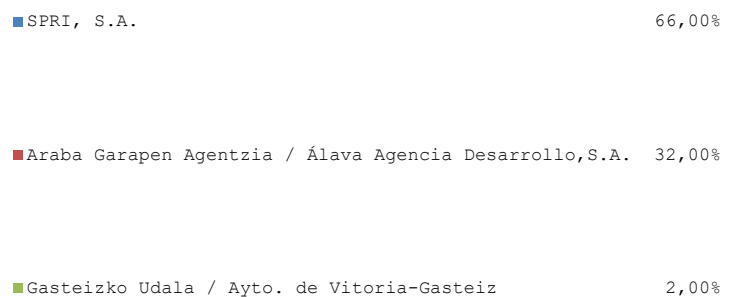 SPRI, S.A. 66,00%
Araba Garapen Agentzia / Álava Agencia Desarrollo,S.A. 32,00%
Gasteizko Udala / Ayto. de Vitoria-Gasteiz 2,00%